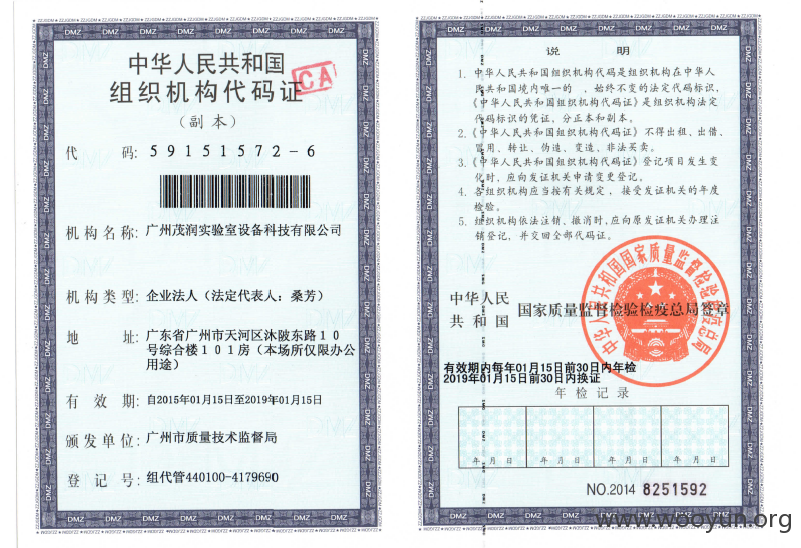 中华人民共和国
组织机构代码证
CA
（副本）
代 码: 59151572-6
机构名称: 广州茂润实验室设备科技有限公司
机构类型: 企业法人（法定代表人：桑芳）
地 址: 广东省广州市天河区沐陂东路１０
号综合楼１０１房（本场所仅限办公
用途）
有 效 期: 自2015年01月15日至2019年01月15日
颁发单位: 广州市质量技术监督局
登 记 号: 组代管440100-4179690
说 明
1. 中华人民共和国组织机构代码是组织机构在中华人
民共和国境内唯一的、始终不变的法定代码标识，
《中华人民共和国组织机构代码证》是组织机构法定
代码标识的凭证，分正本和副本。
2.《中华人民共和国组织机构代码证》不得出租、出借、
冒用、转让、伪造、变造、非法买卖。
3.《中华人民共和国组织机构代码证》登记项目发生变
化时，应向发证机关申请变更登记。
4. 各组织机构应当按有关规定，接受发证机关的年度
检验。
5. 组织机构依法注销、撤消时，应向原发证机关办理注
销登记，并交回全部代码证。
中华人民
共和国 国家质量监督检验检疫总局签章
中华人民共和国国家质量监督检验检疫总局
有效期内每年01月15日前30日内年检
2019年01月15日前30日内换证
年检记录
年 月 日 年 月 日 年 月 日 年 月 日
NO.2014 8251592
www.wooyun.org